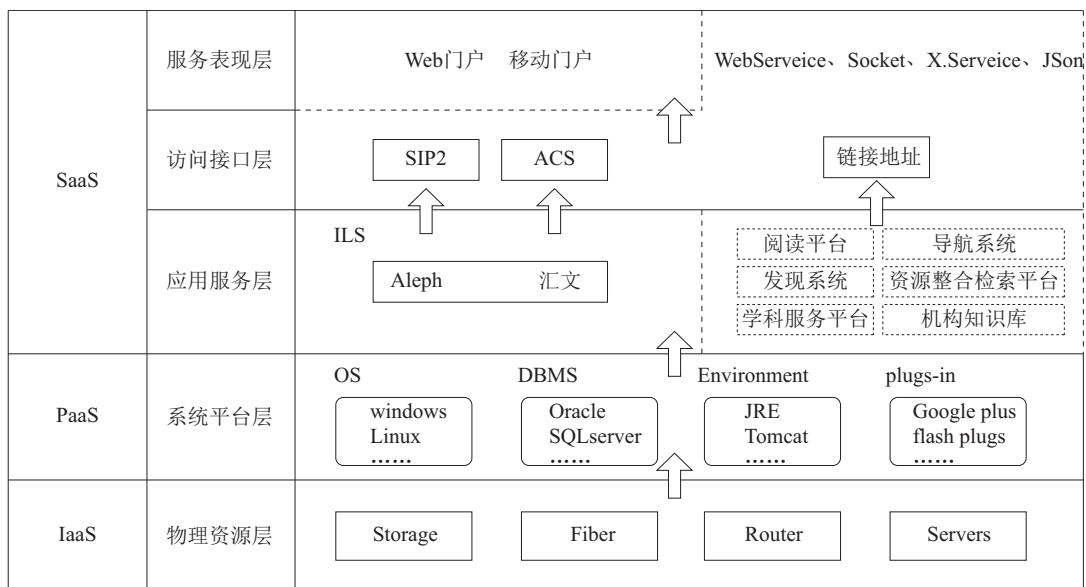 服务表现层
Web门户 移动门户
WebServeice、Socket、X.Serveice、JSon
SaaS
访问接口层
SIP2
ACS
链接地址
应用服务层
ILS
Aleph 汇文
阅读平台
导航系统
发现系统
资源整合检索平台
学科服务平台
机构知识库
PaaS
系统平台层
OS
windows
Linux
……
DBMS
Oracle
SQLserver
……
Environment
JRE
Tomcat
……
plugs-in
Google plus
flash plugs
……
IaaS
物理资源层
Storage
Fiber
Router
Servers